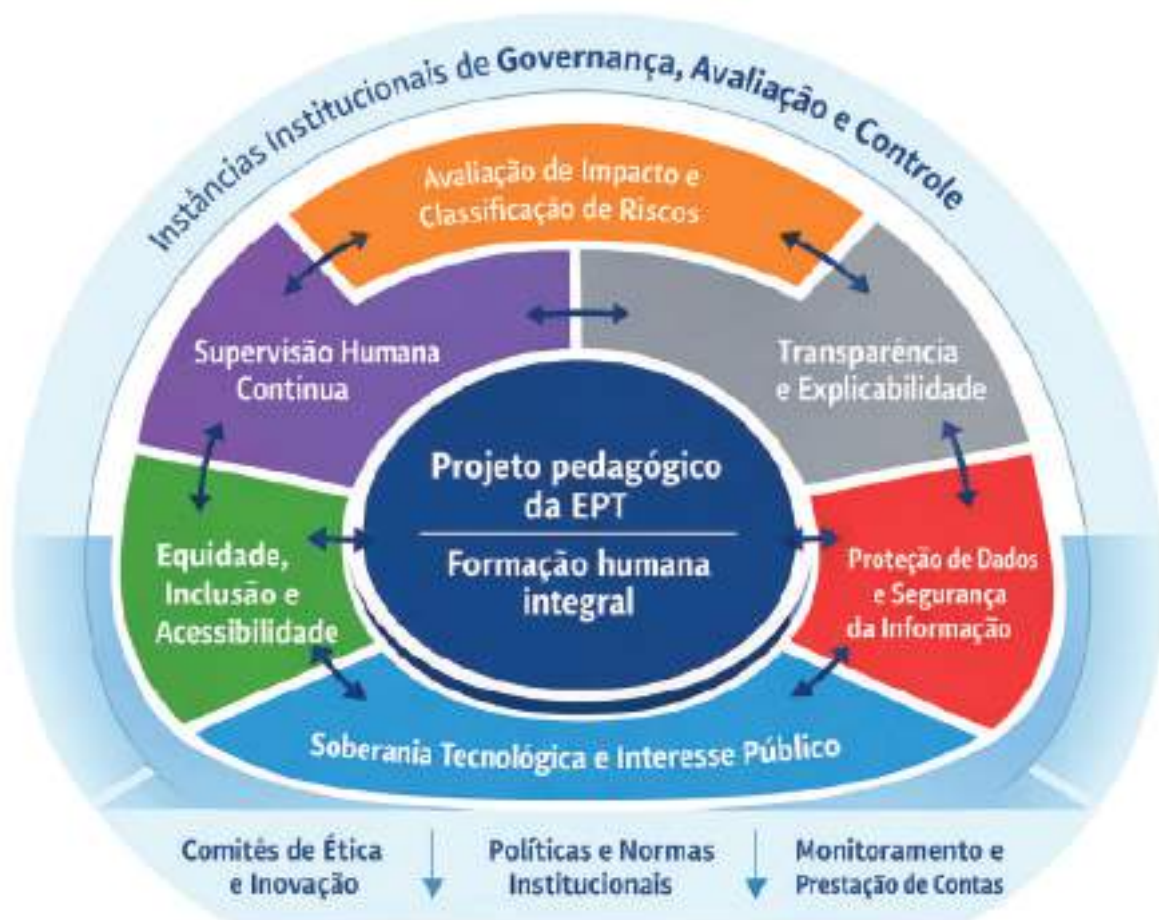 Instâncias Institucionais de Governança, Avaliação e Controle
Avaliação de Impacto e
Classificação de Riscos
Supervisão Humana
Contínua
Transparência
e Explicabilidade
Projeto pedagógico
da EPT
Formação humana
integral
Equidade,
Inclusão e
Acessibilidade
Proteção de Dados
e Segurança
da Informação
Soberania Tecnológica e Interesse Público
Comitês de Ética
e Inovação
Políticas e Normas
Institucionais
Monitoramento e
Prestação de Contas